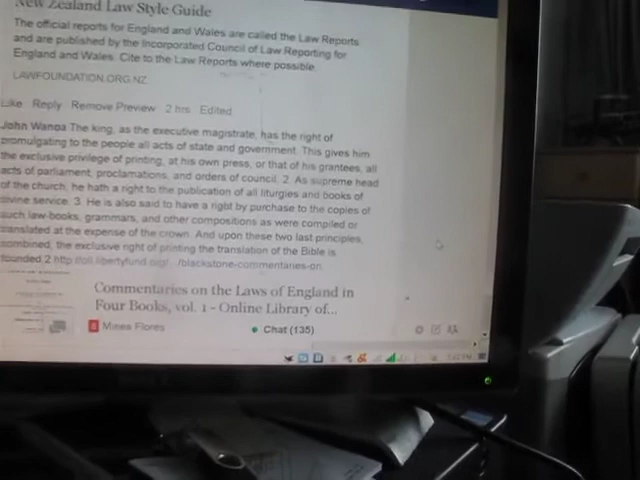 New Zealand Law Style Guide
The official reports for England and Wales are called the Law Reports
and are published by the Incorporated Council of Law Reporting for
England and Wales. Cite to the Law Reports where possible.
LAWFOUNDATION.ORG.NZ
Like Reply Remove Preview 2 hrs Edited
John Wanoa The king, as the executive magistrate, has the right of
promulgating to the people all acts of state and government. This gives him
the exclusive privilege of printing, at his own press, or that of his grantees, all
acts of parliament, proclamations, and orders of council. 2. As supreme head
of the church, he hath a right to the publication of all liturgies and books of
divine service. 3. He is also said to have a right by purchase to the copies of
such law-books, grammars, and other compositions as were compiled or
translated at the expense of the crown. And upon these two last principles,
combined, the exclusive right of printing the translation of the Bible is
founded.2 http://oll.libertyfund.org/.../blackstone-commentaries-on
Commentaries on the Laws of England in
Four Books, vol. 1 - Online Library of...
Minea Flores
Chat (135)